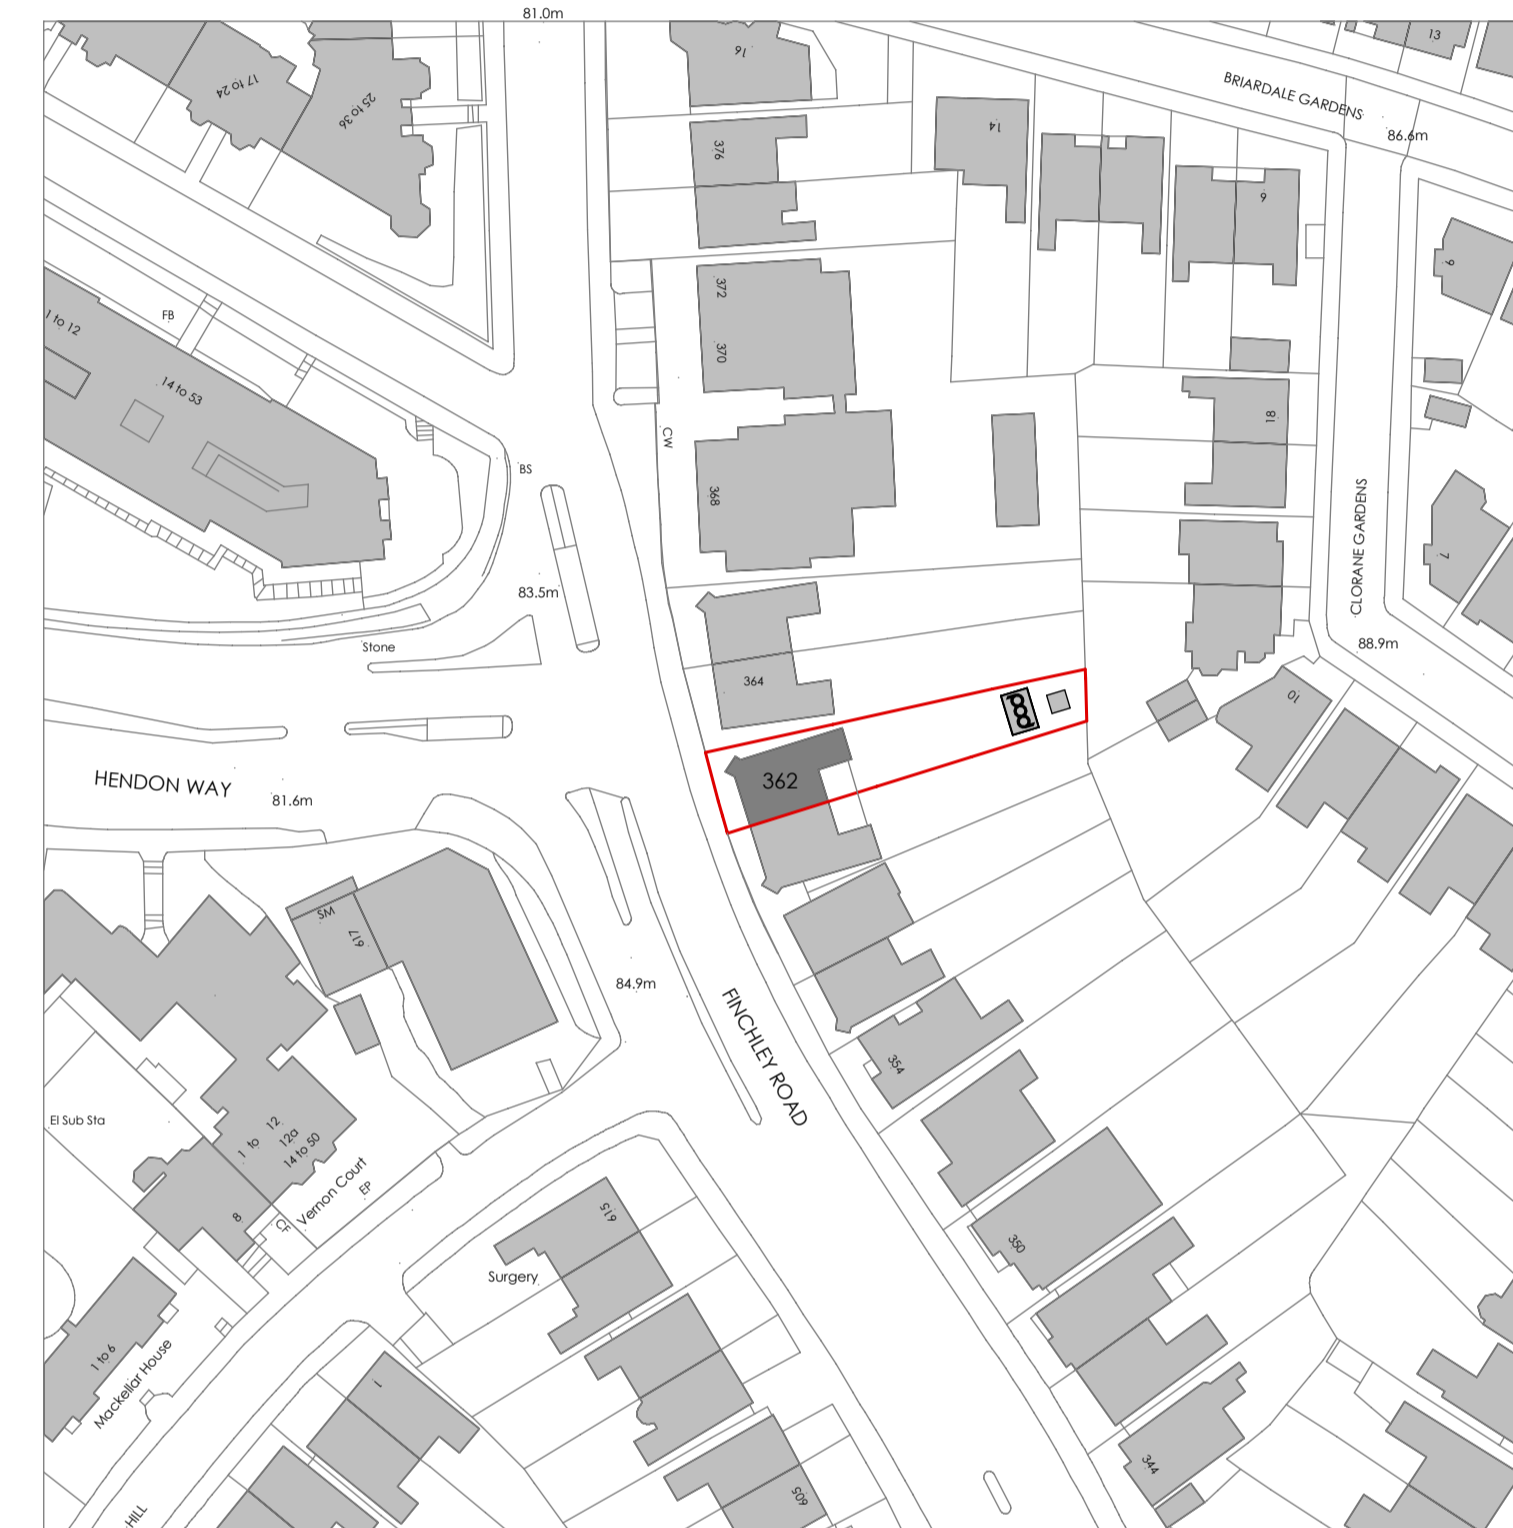 81.0m
16
13
17 to 24
25 to 36
BRIARDALE GARDENS
86.6m
14
376
9
9
372
FB
1 to 12
370
14 to 53
18
CW
BS
368
CLORANE GARDENS
7
83.5m
Stone
88.9m
364
10
pod
362
HENDON WAY
81.6m
SM
617
84.9m
FINCHLEY ROAD
354
El Sub Sta
1 to 12
12a
14 to 50
Vernon Court
EP
8
CF
615
350
Surgery
1 to 6
Mackellar House
1
344
605
HILL